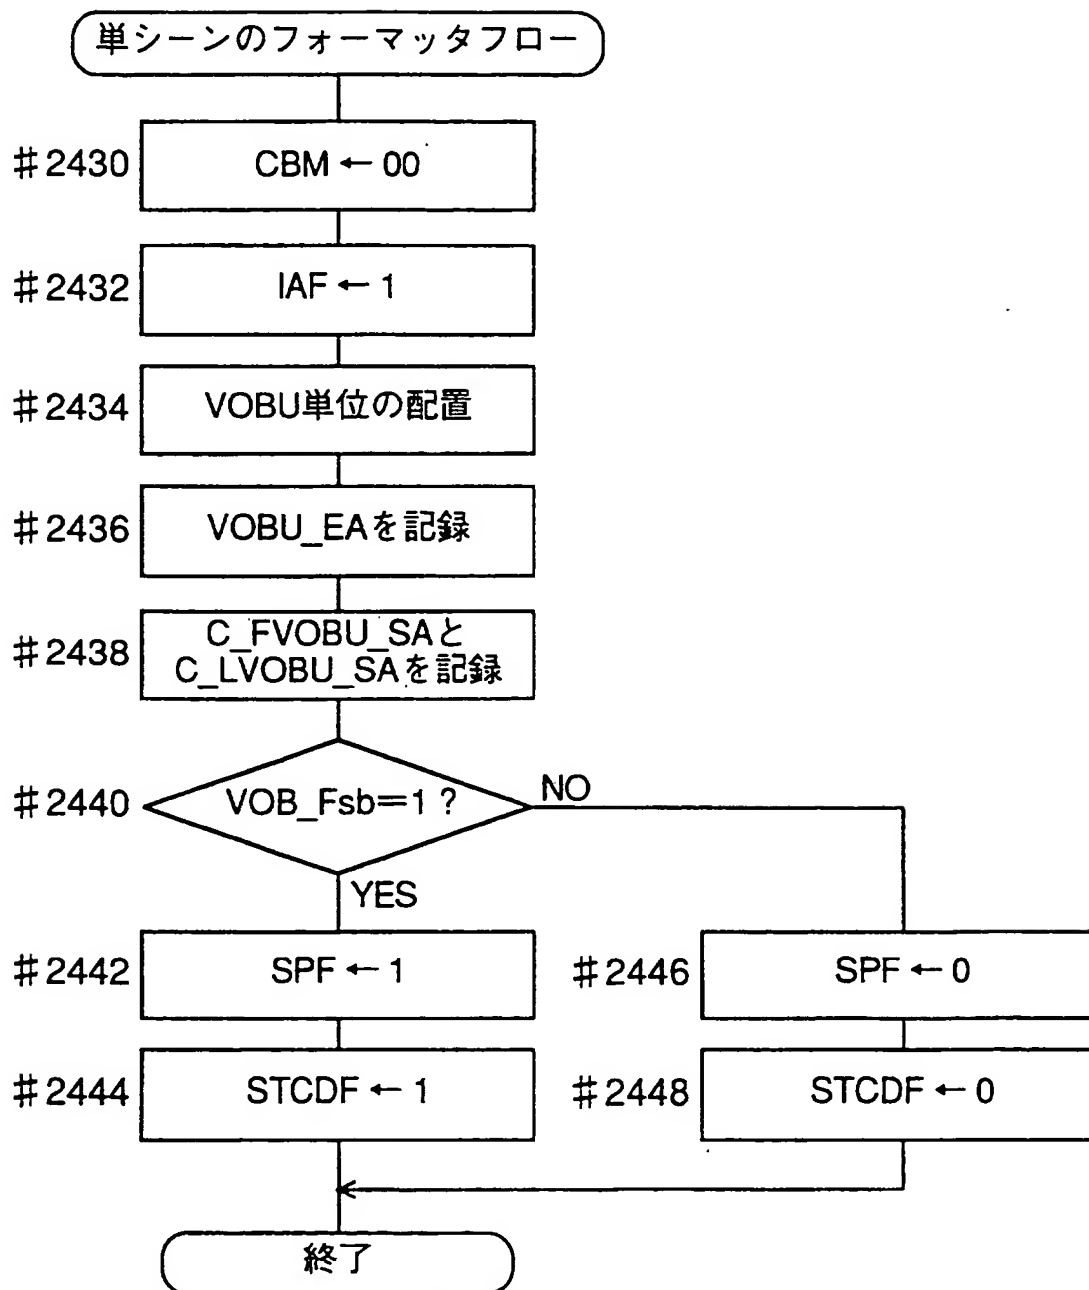 単シーンのフォーマッタフロー
#2430
CBM ← 00
#2432
IAF ← 1
#2434
VOBU単位の配置
#2436
VOBU_EAを記録
#2438
C_FVOBU_SAと
C_LVOBU_SAを記録
#2440
VOB_Fsb=1 ?
NO
YES
#2442
SPF ← 1
#2446
SPF ← 0
#2444
STCDF ← 1
#2448
STCDF ← 0
終了